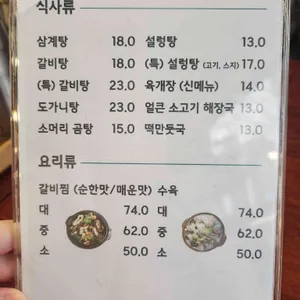 식사류
삼계탕 18.0 설렁탕 13.0
갈비탕 18.0 (특) 설렁탕 (고기, 스지) 17.0
(특) 갈비탕 23.0 육개장 (신메뉴) 14.0
도가니탕 23.0 얼큰 소고기 해장국 13.0
소머리 곰탕 15.0 떡만둣국 13.0
요리류
갈비찜 (순한맛/매운맛) 수육
대 74.0 대 74.0
중 62.0 중 62.0
소 50.0 소 50.0